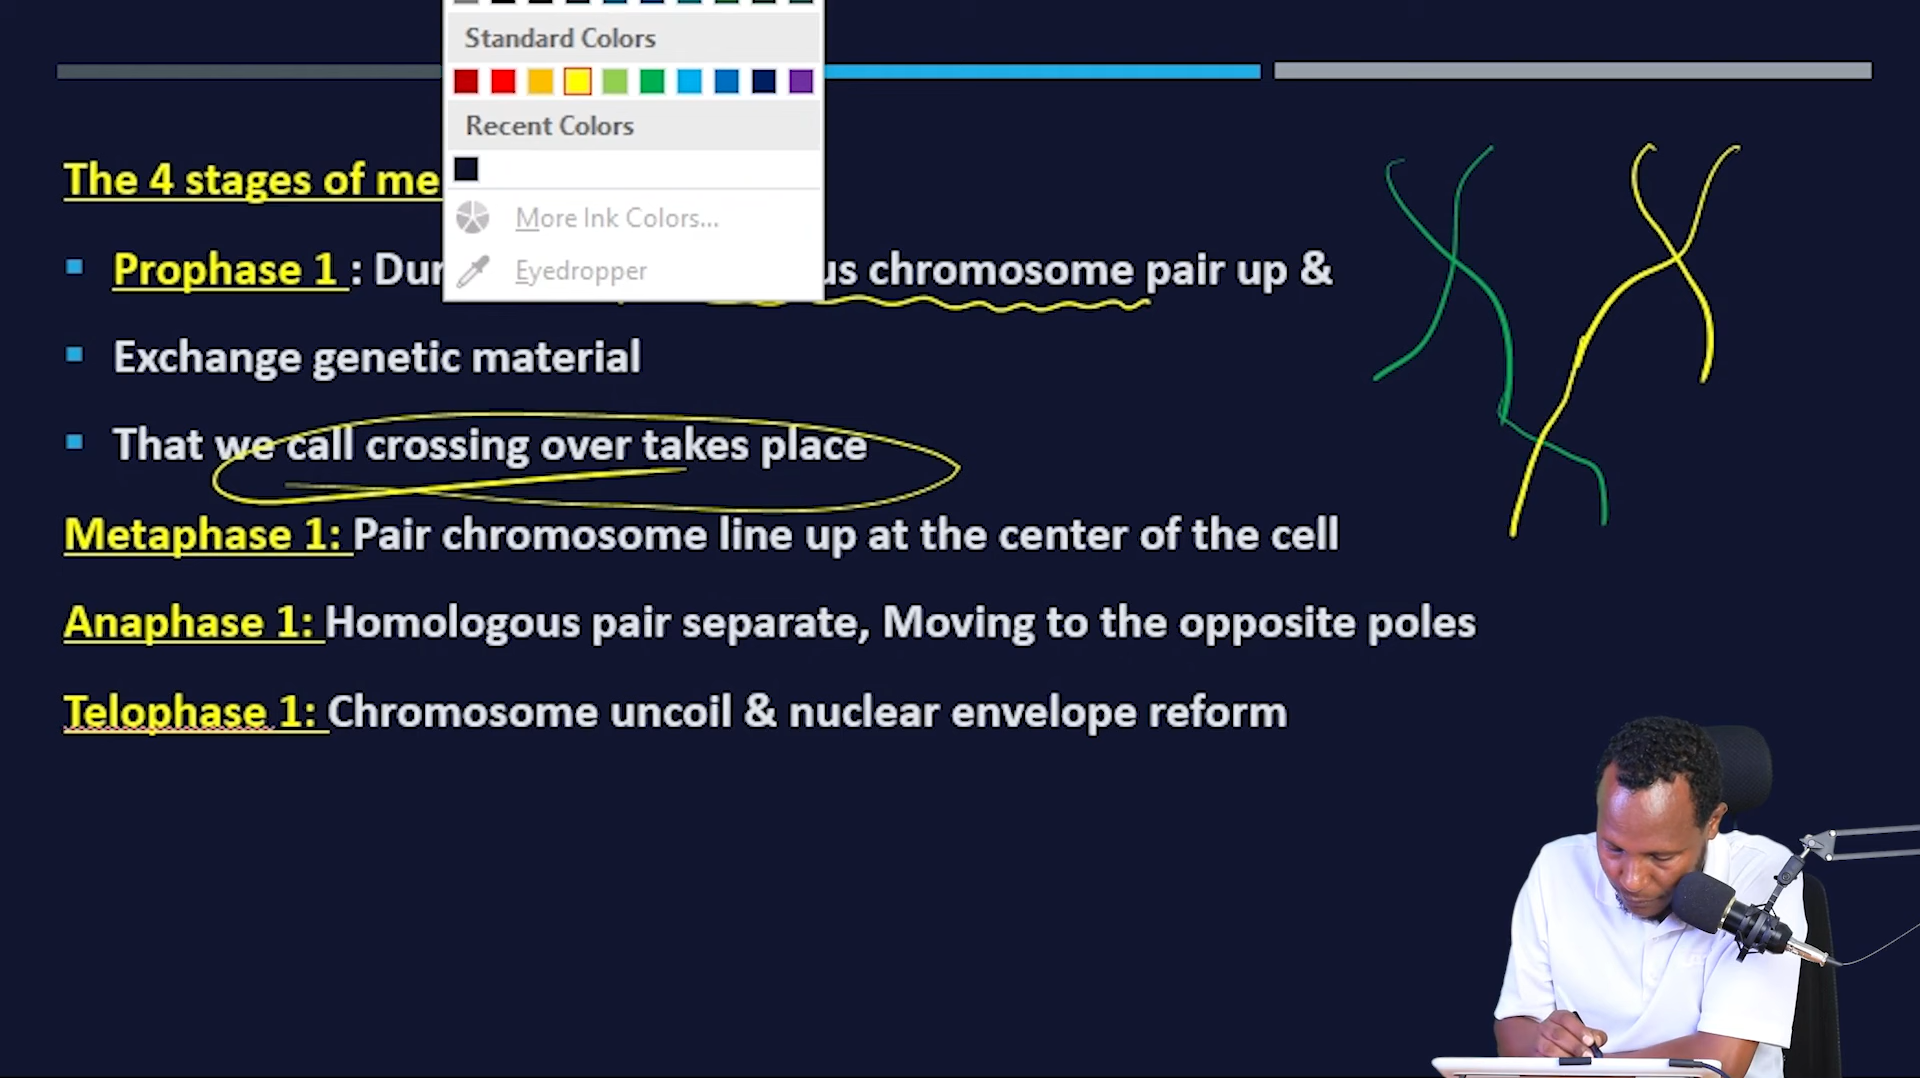 Standard Colors
Recent Colors
More Ink Colors...
Eyedropper
The 4 stages of me
Prophase 1 : Dur us chromosome pair up &
Exchange genetic material
That we call crossing over takes place
Metaphase 1: Pair chromosome line up at the center of the cell
Anaphase 1: Homologous pair separate, Moving to the opposite poles
Telophase 1: Chromosome uncoil & nuclear envelope reform